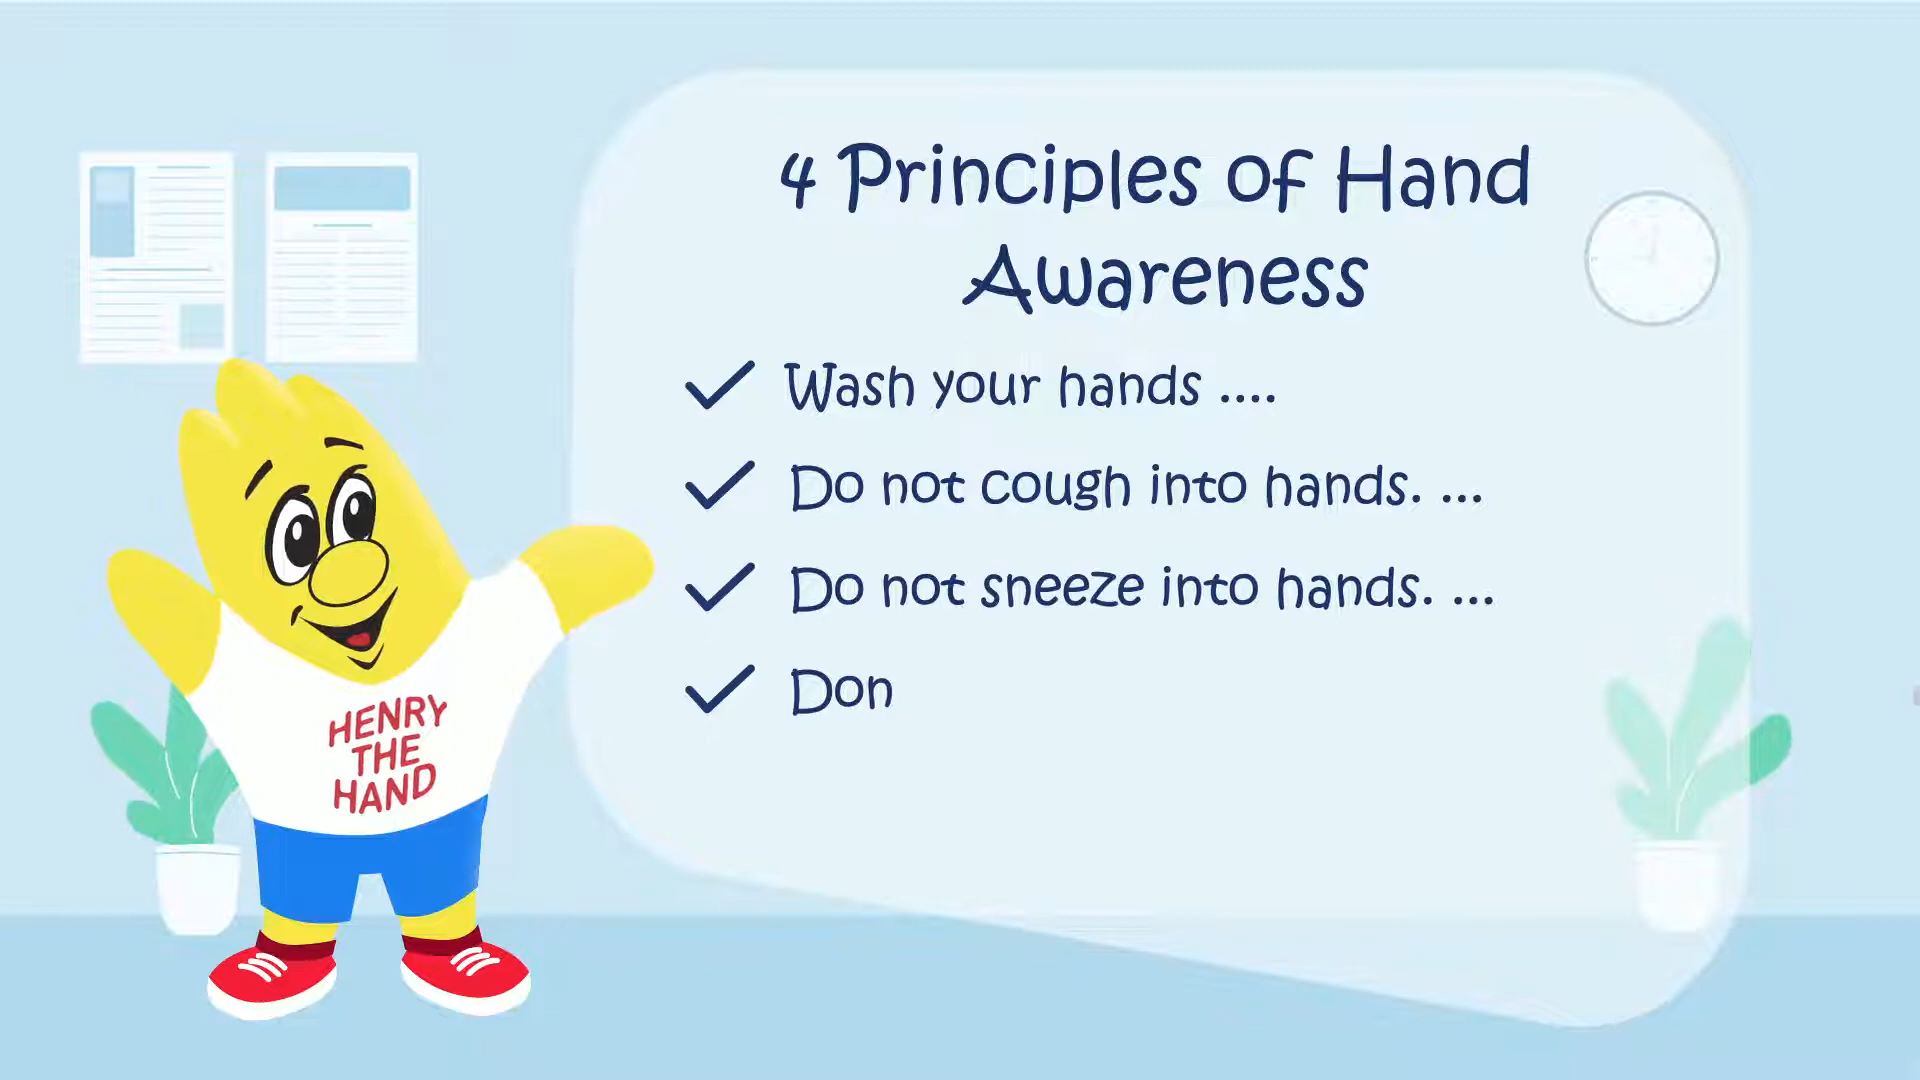 4 Principles of Hand
Awareness
Wash your hands ....
Do not cough into hands. ...
Do not sneeze into hands. ...
Don
HENRY
THE
HAND